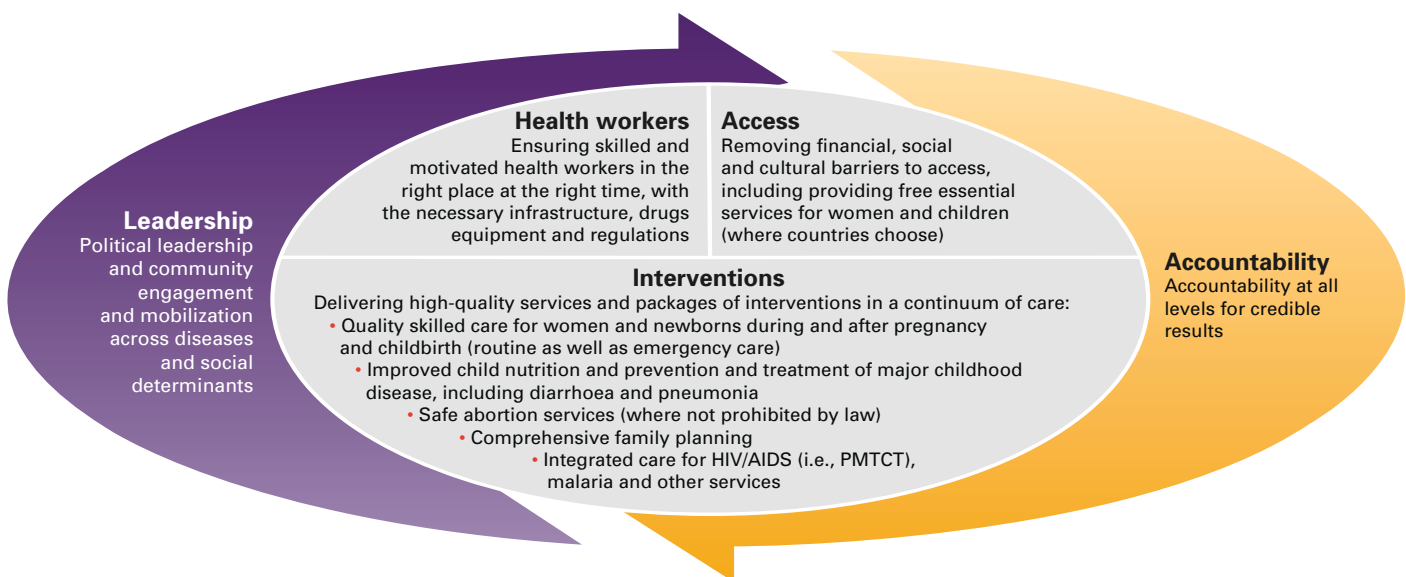 Leadership
Political leadership
and community
engagement
and mobilization
across diseases
and social
determinants
Health workers
Ensuring skilled and
motivated health workers in the
right place at the right time, with
the necessary infrastructure, drugs
equipment and regulations
Access
Removing financial, social
and cultural barriers to access,
including providing free essential
services for women and children
(where countries choose)
Interventions
Delivering high-quality services and packages of interventions in a continuum of care:
• Quality skilled care for women and newborns during and after pregnancy
and childbirth (routine as well as emergency care)
• Improved child nutrition and prevention and treatment of major childhood
disease, including diarrhoea and pneumonia
• Safe abortion services (where not prohibited by law)
• Comprehensive family planning
• Integrated care for HIV/AIDS (i.e., PMTCT),
malaria and other services
Accountability
Accountability at all
levels for credible
results